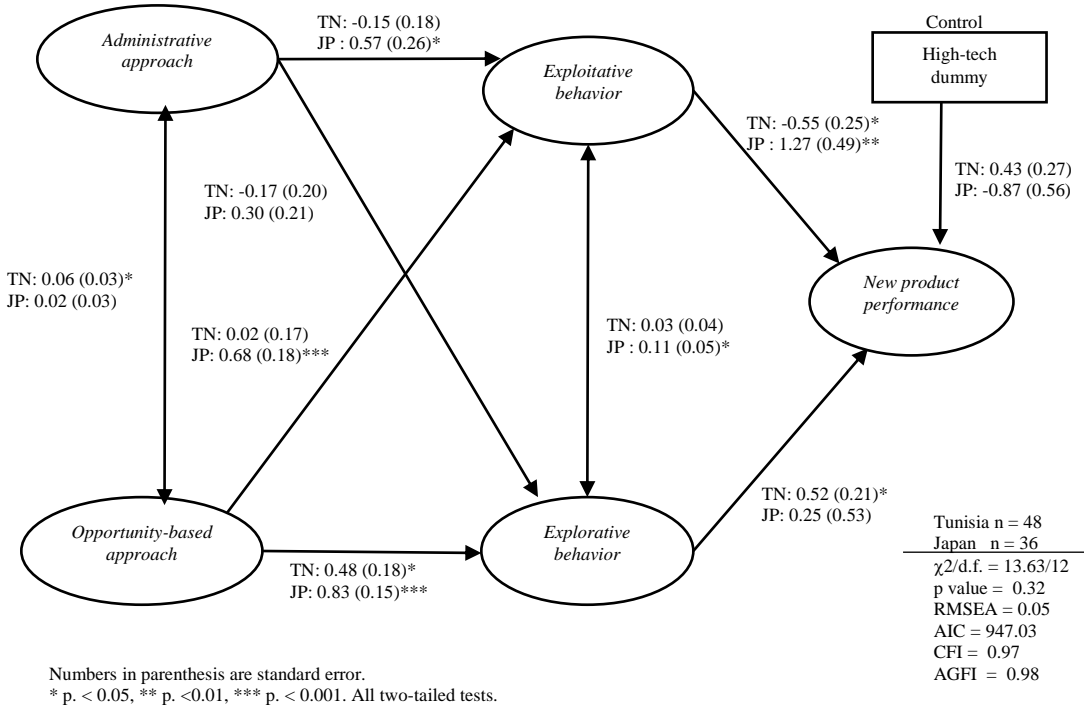 TN: -0.15 (0.18)
JP : 0.57 (0.26)*
Administrative
approach
Exploitative
behavior
Control
High-tech
dummy
TN: -0.55 (0.25)*
JP : 1.27 (0.49)**
TN: 0.43 (0.27)
JP: -0.87 (0.56)
TN: -0.17 (0.20)
JP: 0.30 (0.21)
TN: 0.06 (0.03)*
JP: 0.02 (0.03)
New product
performance
TN: 0.02 (0.17)
JP: 0.68 (0.18)***
TN: 0.03 (0.04)
JP : 0.11 (0.05)*
Opportunity-based
approach
Explorative
behavior
TN: 0.52 (0.21)*
JP: 0.25 (0.53)
TN: 0.48 (0.18)*
JP: 0.83 (0.15)***
Tunisia n = 48
Japan n = 36
χ2/d.f. = 13.63/12
p value = 0.32
RMSEA = 0.05
AIC = 947.03
CFI = 0.97
AGFI = 0.98
Numbers in parenthesis are standard error.
* p. < 0.05, ** p. <0.01, *** p. < 0.001. All two-tailed tests.